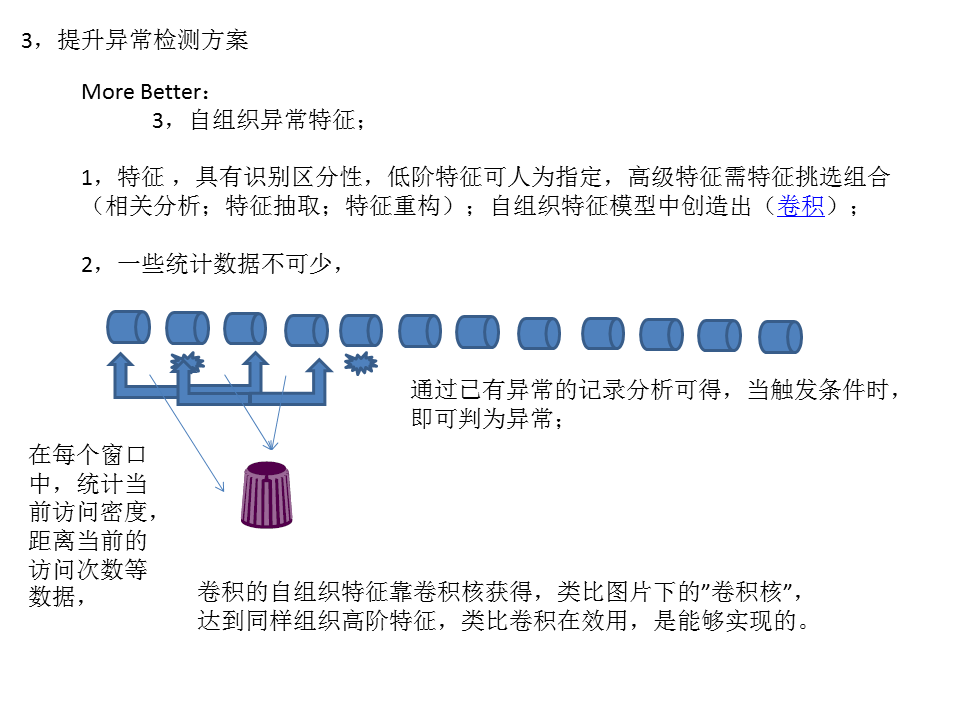 3，提升异常检测方案
More Better：
3，自组织异常特征；
1，特征 ，具有识别区分性，低阶特征可人为指定，高级特征需特征挑选组合
（相关分析；特征抽取；特征重构）；自组织特征模型中创造出（卷积）；
2，一些统计数据不可少，
通过已有异常的记录分析可得，当触发条件时，
即可判为异常；
在每个窗口
中，统计当
前访问密度，
距离当前的
访问次数等
数据，
卷积的自组织特征靠卷积核获得，类比图片下的”卷积核”，
达到同样组织高阶特征，类比卷积在效用，是能够实现的。